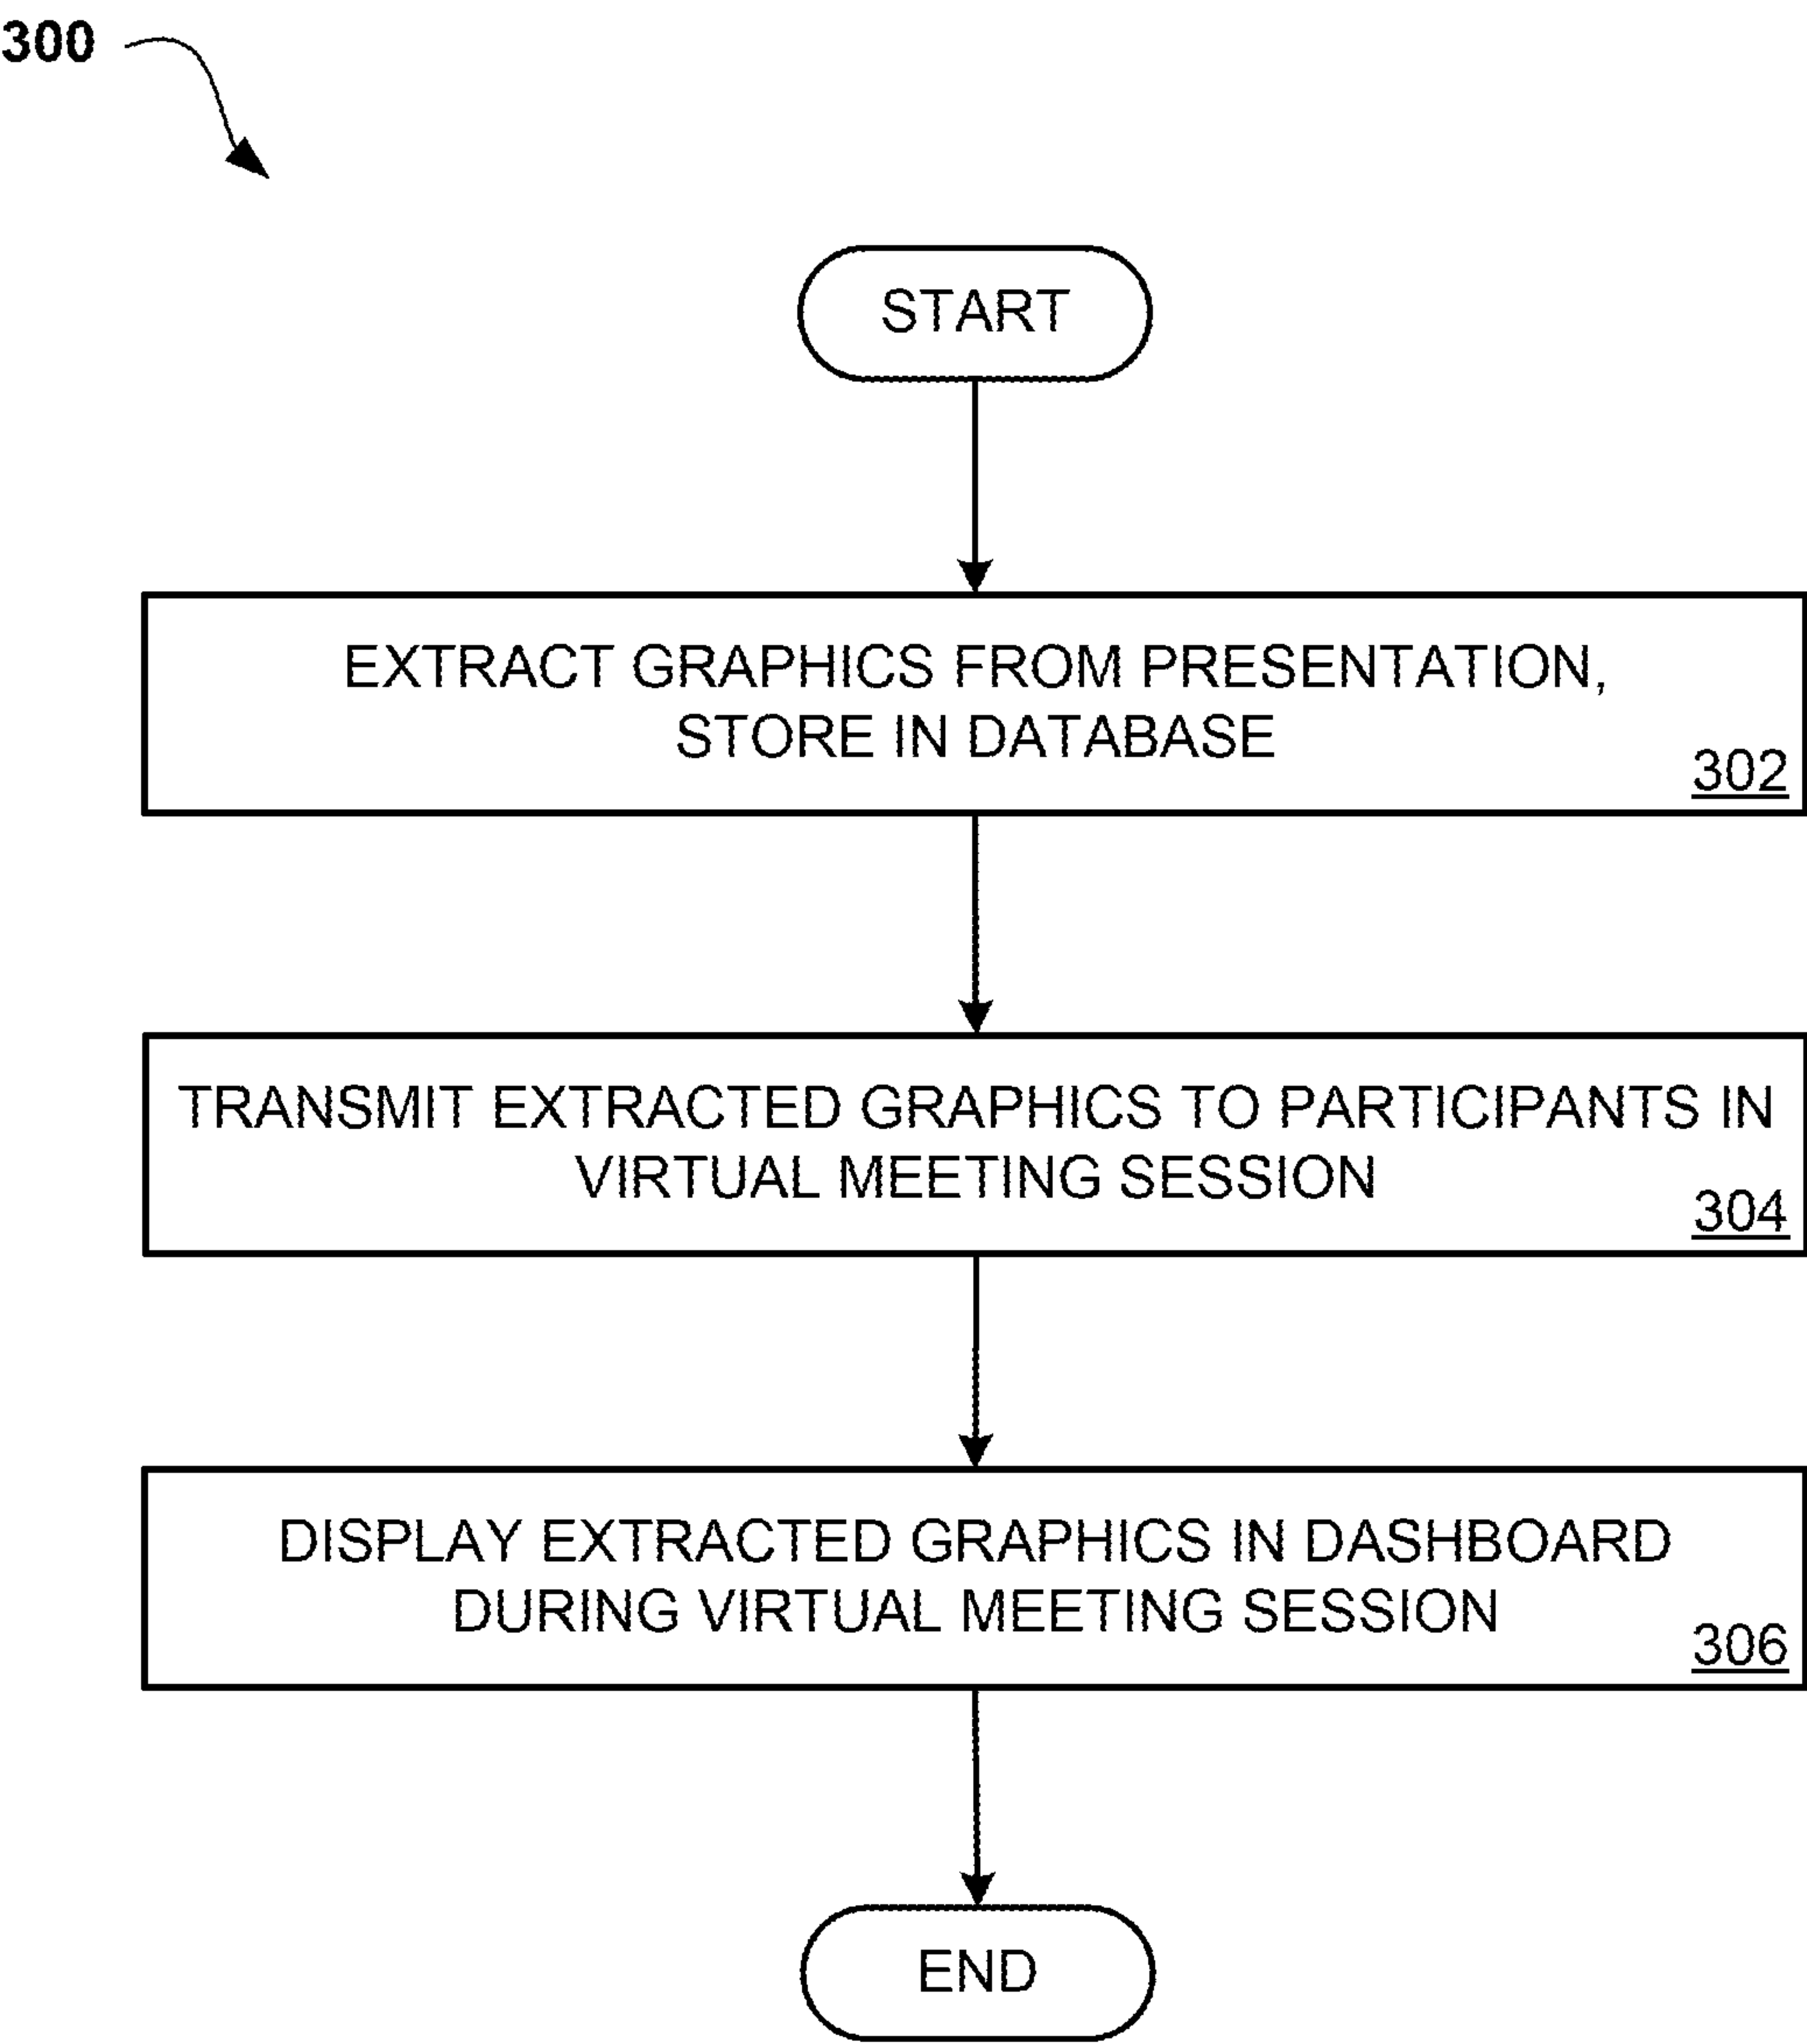 300
START
EXTRACT GRAPHICS FROM PRESENTATION,
STORE IN DATABASE
302
TRANSMIT EXTRACTED GRAPHICS TO PARTICIPANTS IN
VIRTUAL MEETING SESSION
304
DISPLAY EXTRACTED GRAPHICS IN DASHBOARD
DURING VIRTUAL MEETING SESSION
306
END